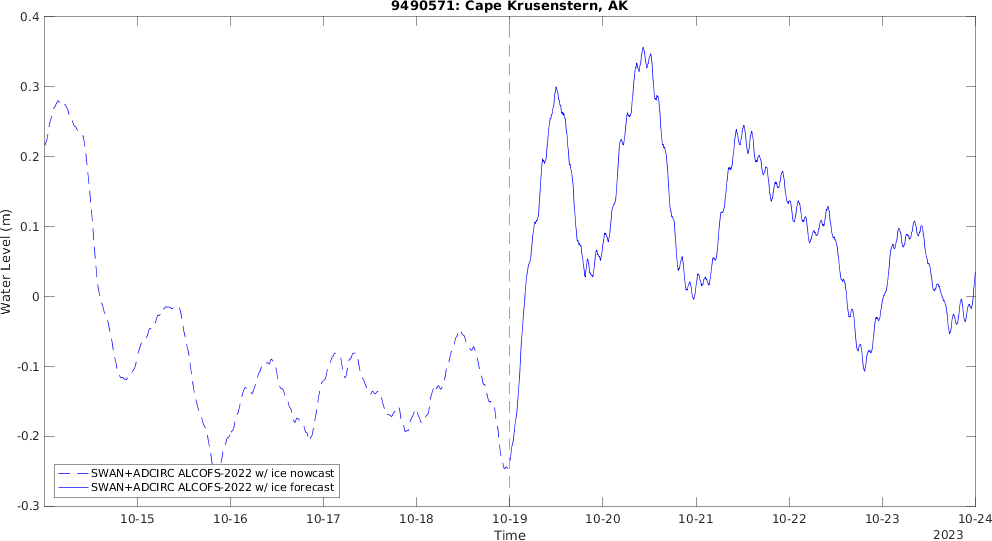 9490571: Cape Krusenstern, AK
0.4
0.3
0.2
0.1
0
-0.1
-0.2
-0.3
Water Level (m)
SWAN+ADCIRC ALCOFS-2022 w/ ice nowcast
SWAN+ADCIRC ALCOFS-2022 w/ ice forecast
10-15 10-16 10-17 10-18 10-19 10-20 10-21 10-22 10-23 10-24
Time
2023